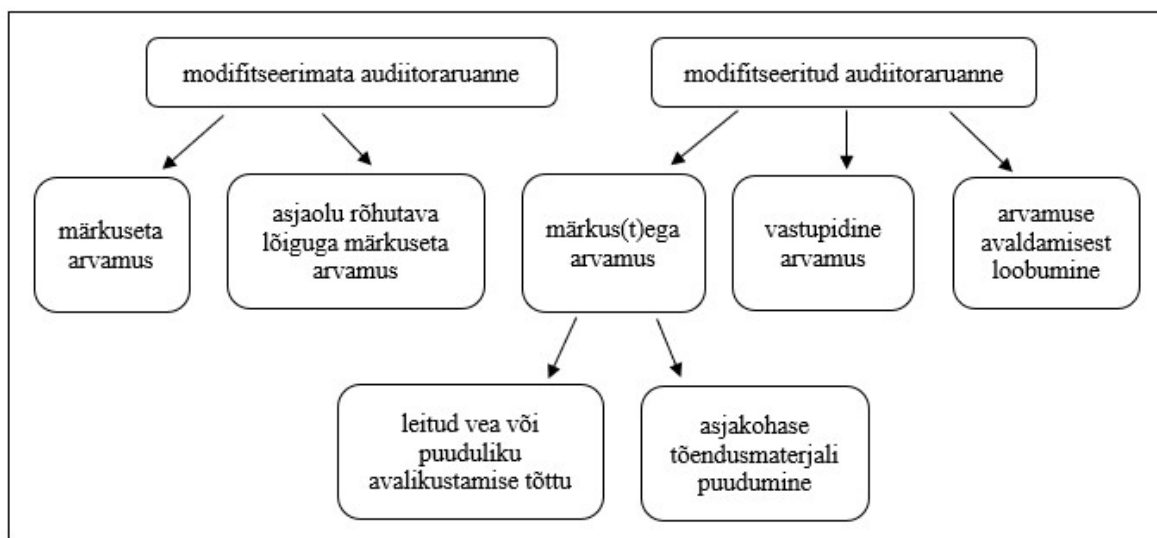 modifitseerimata audiitoraruanne
modifitseeritud audiitoraruanne
märkuseta
arvamus
asjaolu rõhutava
lõiguga märkuseta
arvamus
märkus(t)ega
arvamus
vastupidine
arvamus
arvamuse
avaldamisest
loobumine
leitud vea või
puuduliku
avalikustamise tõttu
asjakohase
tõendusmaterjali
puudumine